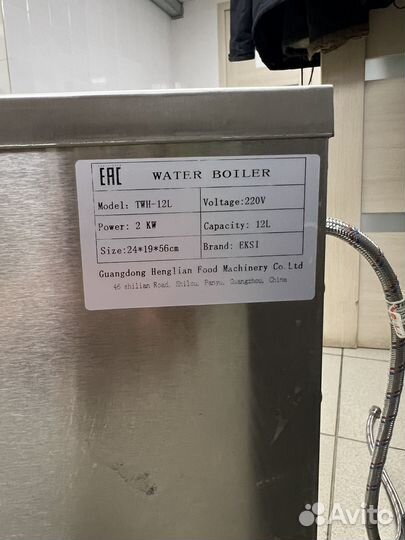 EAC WATER BOILER
Model: TWH-12L Voltage: 220V
Power: 2 KW Capacity: 12L
Size: 24*19*56cm Brand: EKSI
Guangdong Henglian Food Machinery Co. Ltd
46 shilian Road, Shilou, Panyu, Guangzhou, China
Avito